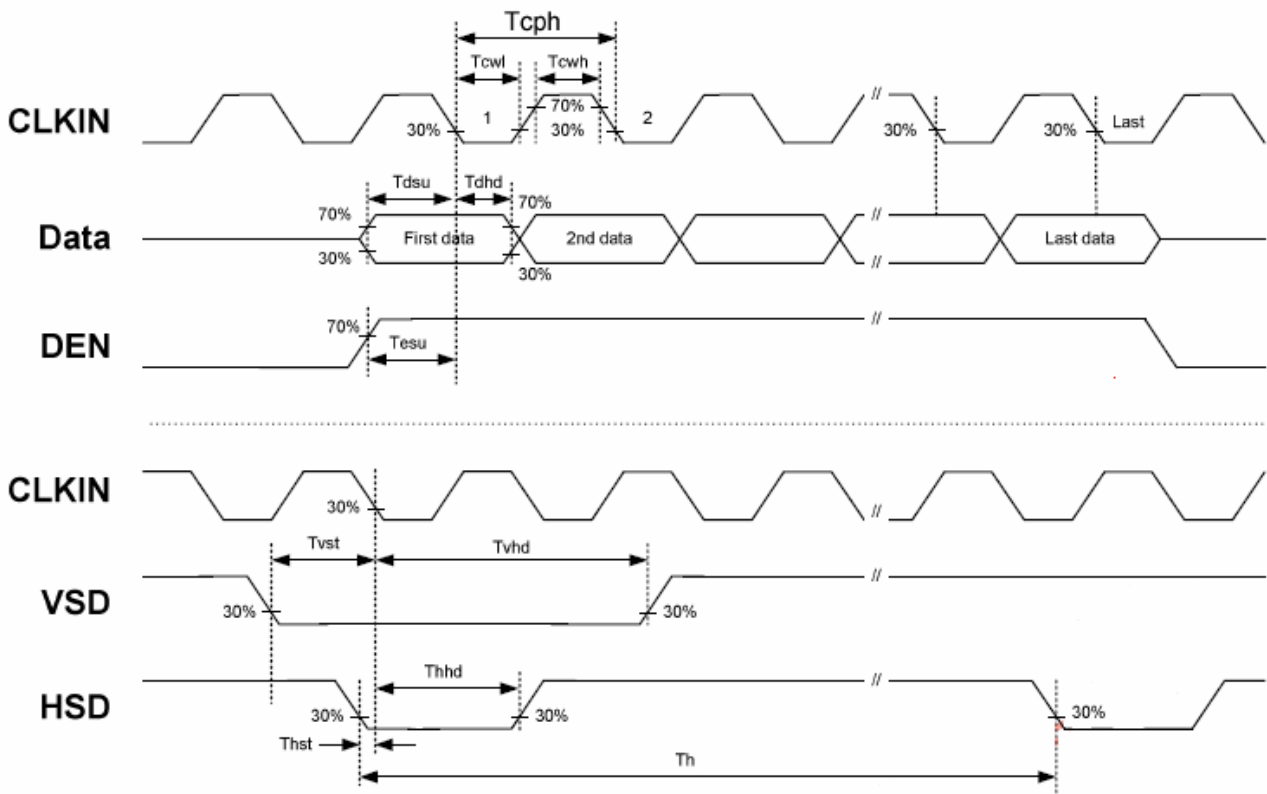 Tcph
Tcwl Tcwh
CLKIN 30% 1 70% 30% 2 // 30% 30% Last
Tdsu Tdhd
70% 70%
Data First data 2nd data // Last data
30% 30% //
DEN 70% //
Tesu
CLKIN 30% //
Tvst Tvhd
VSD 30% 30% //
Thhd //
HSD 30% 30% 30%
Thst
Th